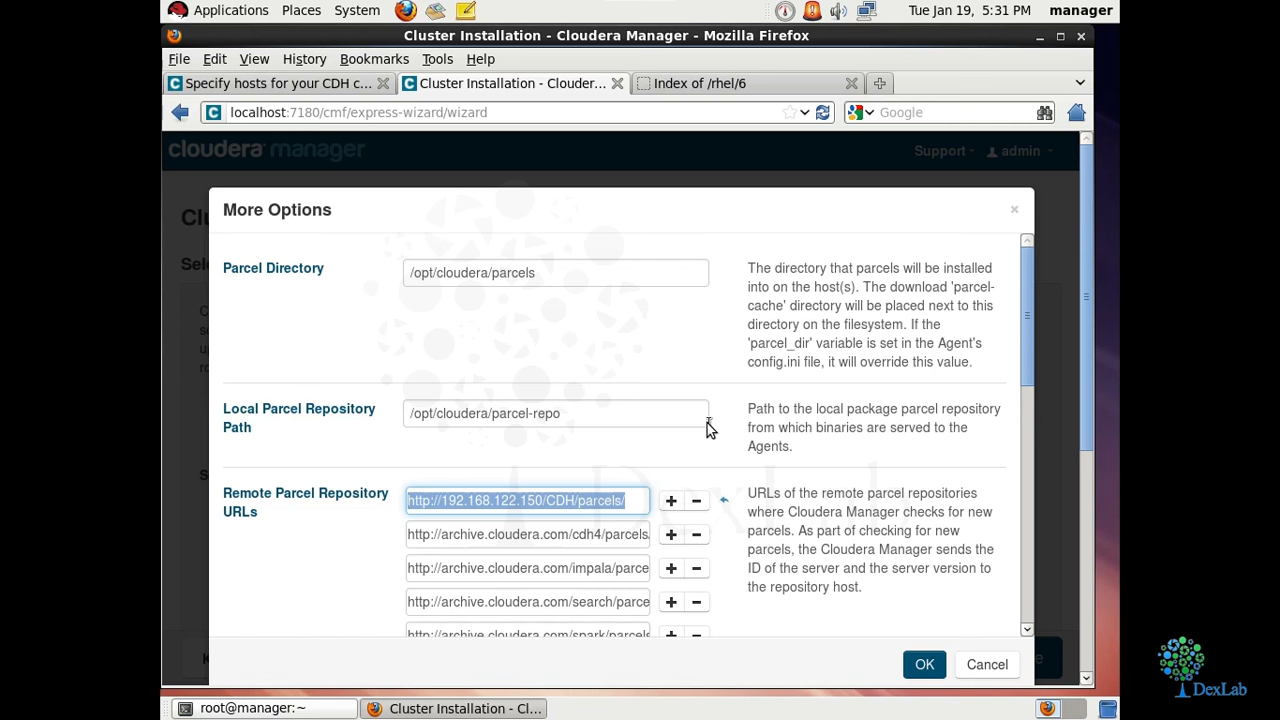 Applications Places System Tue Jan 19, 5:31 PM manager
Cluster Installation - Cloudera Manager - Mozilla Firefox
File Edit View History Bookmarks Tools Help
Specify hosts for your CDH c... Cluster Installation - Clouder... Index of /rhel/6
localhost:7180/cmf/express-wizard/wizard Google
cloudera manager Support admin
More Options
Parcel Directory
/opt/cloudera/parcels
The directory that parcels will be installed
into on the host(s). The download 'parcel-
cache' directory will be placed next to this
directory on the filesystem. If the
'parcel_dir' variable is set in the Agent's
config.ini file, it will override this value.
Local Parcel Repository
Path
/opt/cloudera/parcel-repo
Path to the local package parcel repository
from which binaries are served to the
Agents.
Remote Parcel Repository
URLs
http://192.168.122.150/CDH/parcels/
http://archive.cloudera.com/cdh4/parcels/
http://archive.cloudera.com/impala/parce
http://archive.cloudera.com/search/parce
http://archive.cloudera.com/spark/parcels
URLs of the remote parcel repositories
where Cloudera Manager checks for new
parcels. As part of checking for new
parcels, the Cloudera Manager sends the
ID of the server and the server version to
the repository host.
OK Cancel
DexLab
DexLab
root@manager:~ Cluster Installation - Cl...